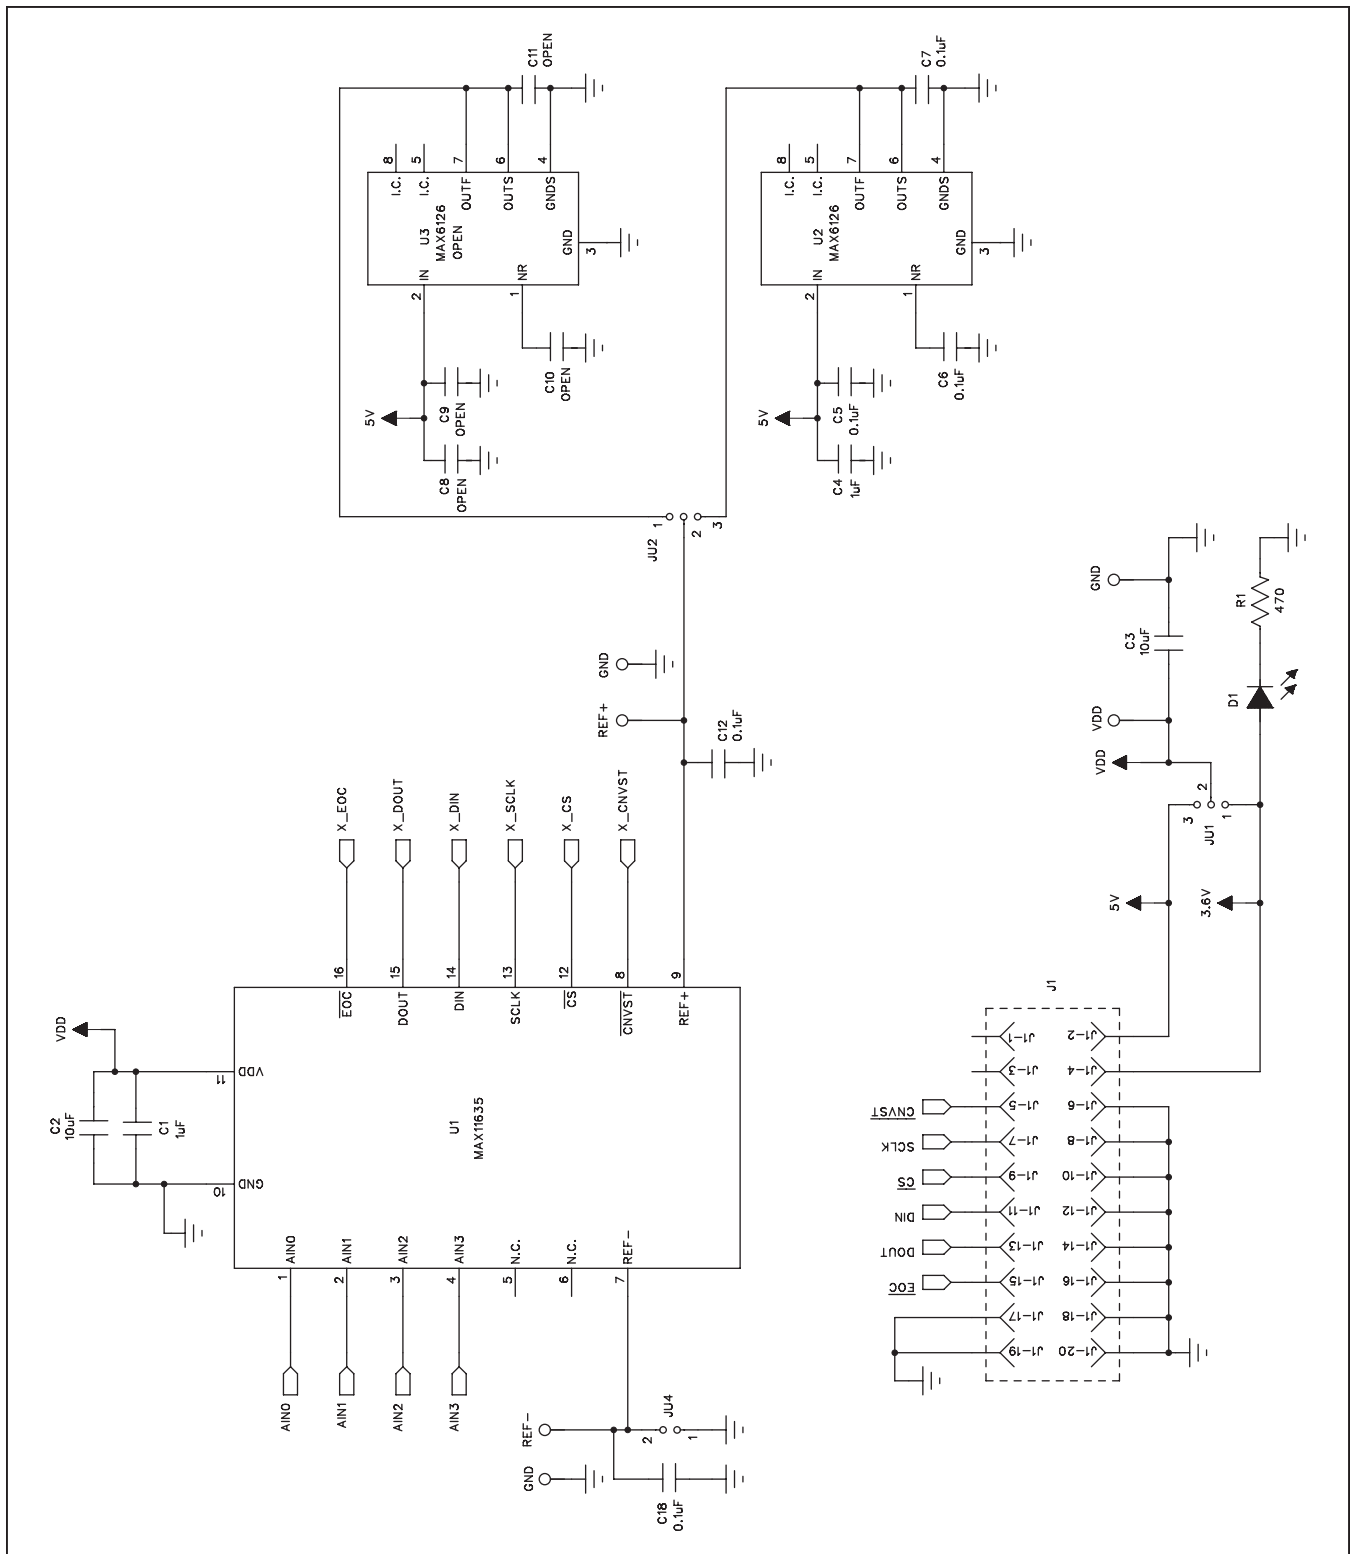 VDD
C2
10uF
C1
1uF
11
VDD
10
GND
U1
MAX11635
AIN0
1
AIN0
AIN1
2
AIN1
AIN2
3
AIN2
AIN3
4
AIN3
5
N.C.
6
N.C.
7
REF-
REF-
GND
JU4
2
1
C18
0.1uF
EOC
16
X_EOC
DOUT
15
X_DOUT
DIN
14
X_DIN
SCLK
13
X_SCLK
CS
12
X_CS
CNVST
8
X_CNVST
REF+
9
REF+
GND
C12
0.1uF
JU2
1
2
3
5V
C8
OPEN
C9
OPEN
C10
OPEN
2
IN
1
NR
U3
MAX6126
OPEN
I.C.
8
I.C.
5
OUTF
7
OUTS
6
GNDS
4
GND
3
C11
OPEN
5V
C4
1uF
C5
0.1uF
C6
0.1uF
2
IN
1
NR
U2
MAX6126
I.C.
8
I.C.
5
OUTF
7
OUTS
6
GNDS
4
GND
3
C7
0.1uF
J1
J1-1
J1-2
J1-3
J1-4
CNVST
J1-5
J1-6
SCLK
J1-7
J1-8
CS
J1-9
J1-10
DIN
J1-11
J1-12
DOUT
J1-13
J1-14
EOC
J1-15
J1-16
J1-17
J1-18
J1-19
J1-20
5V
3.6V
JU1
3
2
1
VDD
VDD
C3
10uF
GND
D1
R1
470